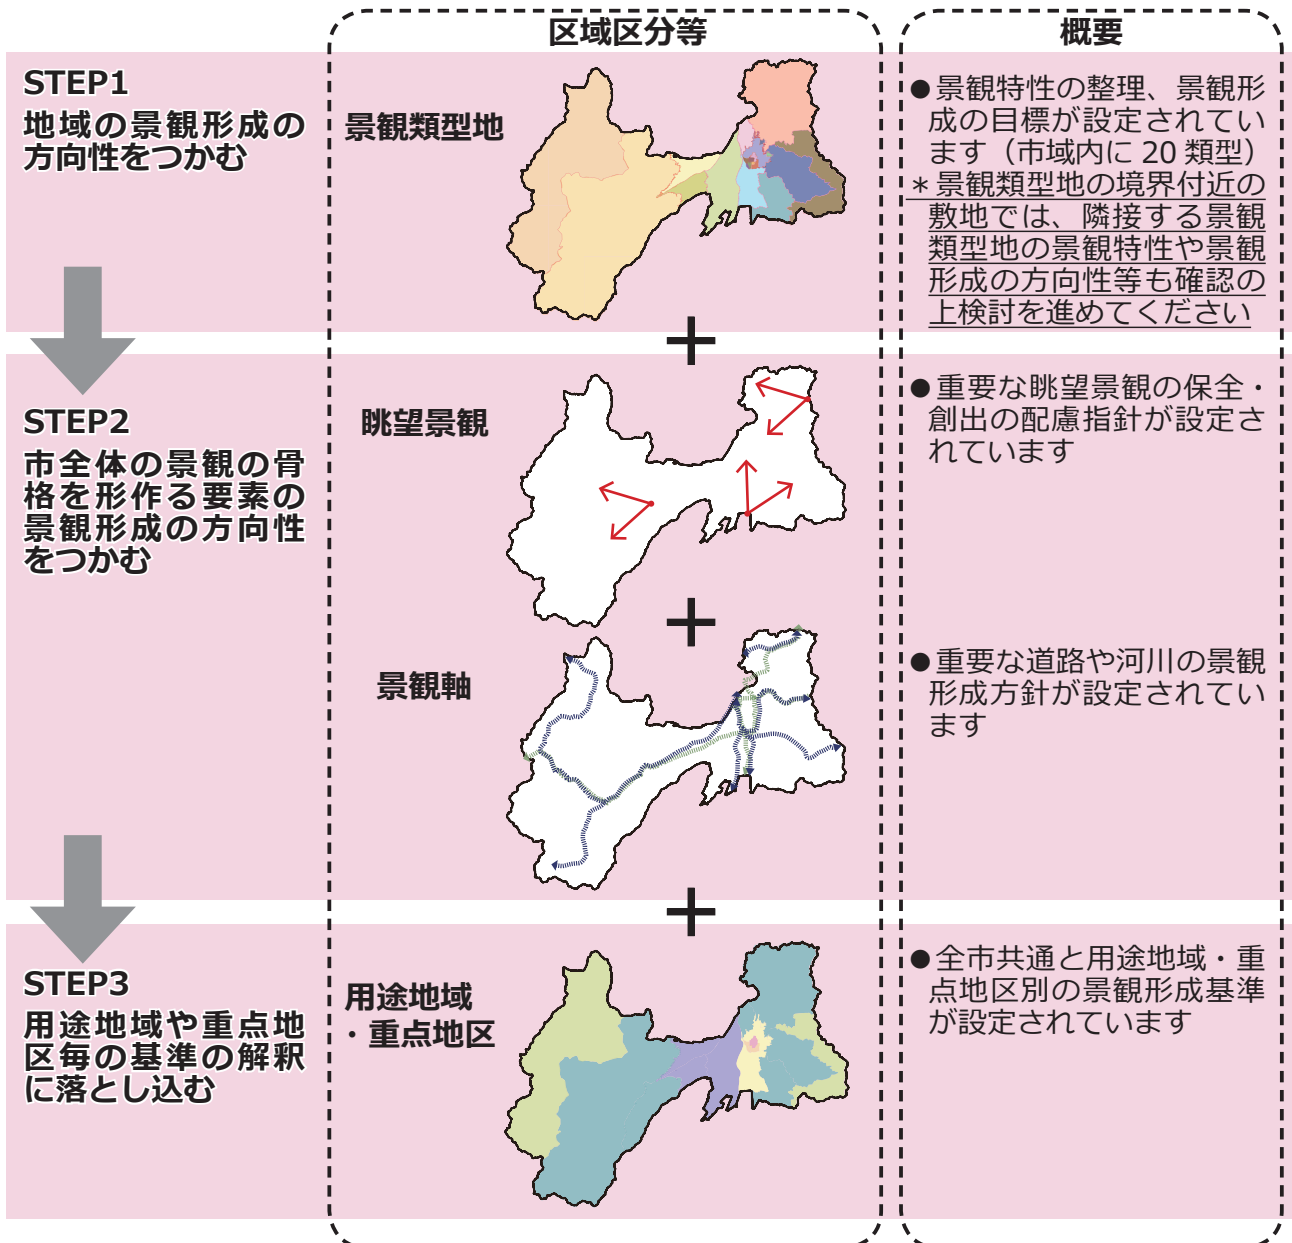 区域区分等
概要
STEP1
地域の景観形成の
方向性をつかむ
景観類型地
●景観特性の整理、景観形
成の目標が設定されてい
ます（市域内に 20 類型）
＊景観類型地の境界付近の
敷地では、隣接する景観
類型地の景観特性や景観
形成の方向性等も確認の
上検討を進めてください
+
STEP2
市全体の景観の骨
格を形作る要素の
景観形成の方向性
をつかむ
眺望景観
●重要な眺望景観の保全・
創出の配慮指針が設定さ
れています
+
景観軸
●重要な道路や河川の景観
形成方針が設定されてい
ます
+
STEP3
用途地域や重点地
区毎の基準の解釈
に落とし込む
用途地域
・重点地区
●全市共通と用途地域・重
点地区別の景観形成基準
が設定されています